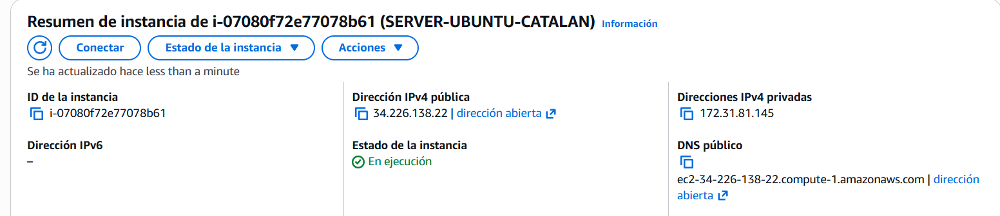 Resumen de instancia de i-07080f72e77078b61 (SERVER-UBUNTU-CATALAN) Información
Conectar
Estado de la instancia
Acciones
Se ha actualizado hace less than a minute
ID de la instancia
i-07080f72e77078b61
Dirección IPv4 pública
34.226.138.22 | dirección abierta
Direcciones IPv4 privadas
172.31.81.145
Dirección IPv6
–
Estado de la instancia
En ejecución
DNS público
ec2-34-226-138-22.compute-1.amazonaws.com | dirección
abierta